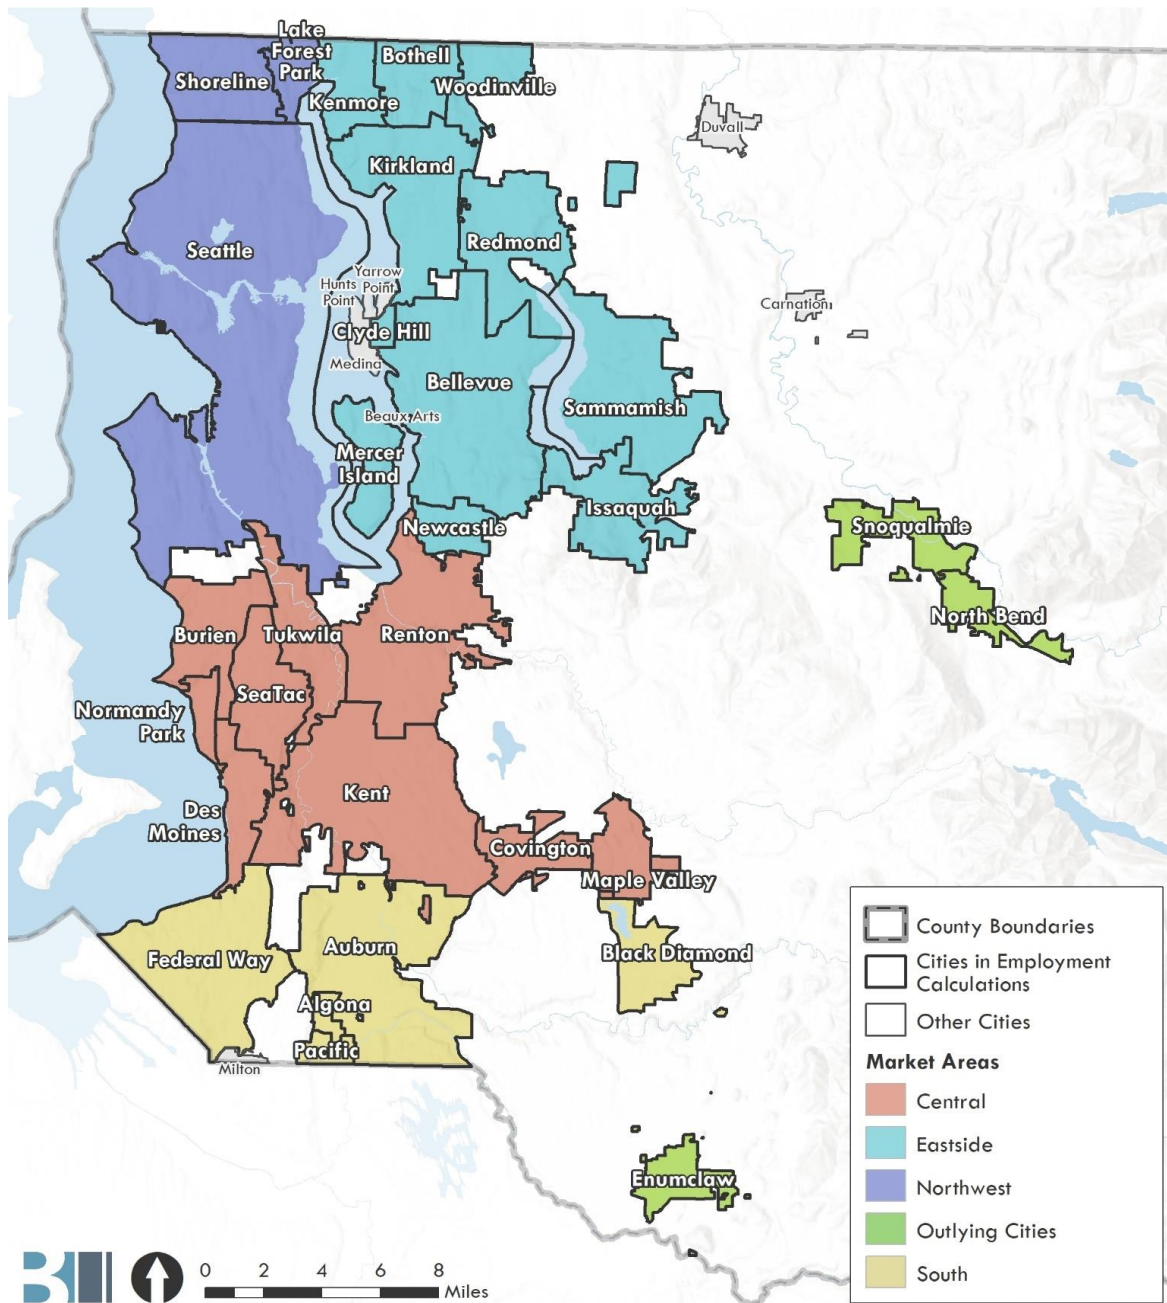 Lake
Forest
Park
Shoreline
Bothell
Woodinville
Kenmore
Duvall
Kirkland
Redmond
Seattle
Yarrow
Point
Hunts
Point
Carnation
Clyde Hill
Medina
Bellevue
Sammamish
Beaux Arts
Mercer
Island
Newcastle
Issaquah
Snoqualmie
North Bend
Burien
Tukwila
Renton
SeaTac
Normandy
Park
Kent
Des
Moines
Covington
Maple Valley
Federal Way
Auburn
Black Diamond
Algona
Pacific
Milton
Enumclaw
County Boundaries
Cities in Employment
Calculations
Other Cities
Market Areas
Central
Eastside
Northwest
Outlying Cities
South
0 2 4 6 8
Miles